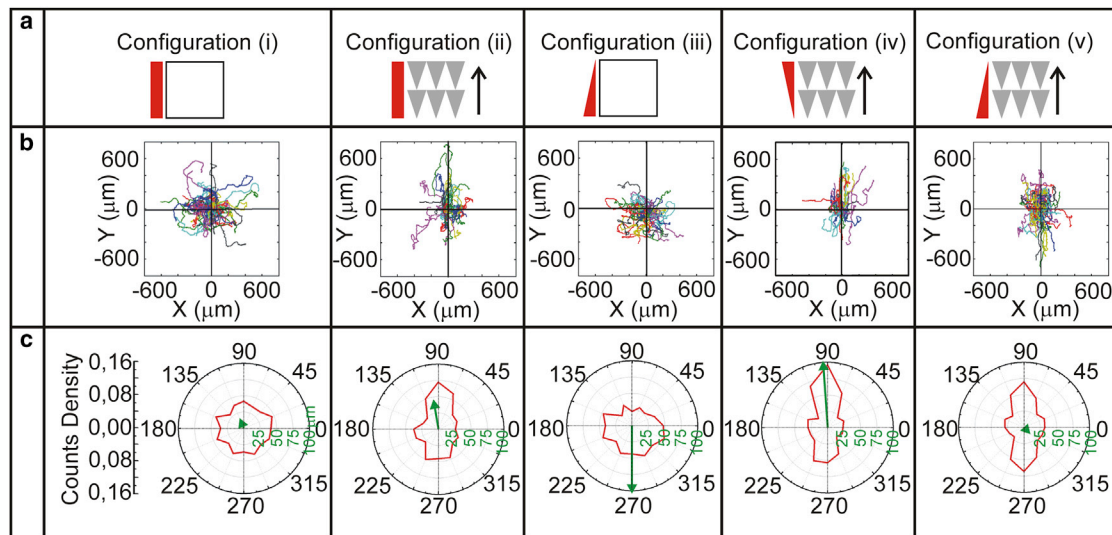 a
Configuration (i)
Configuration (ii)
Configuration (iii)
Configuration (iv)
Configuration (v)
b
Y (μm)
600
0
-600
-600 0 600
X (μm)
Y (μm)
600
0
-600
-600 0 600
X (μm)
Y (μm)
600
0
-600
-600 0 600
X (μm)
Y (μm)
600
0
-600
-600 0 600
X (μm)
Y (μm)
600
0
-600
-600 0 600
X (μm)
c
Counts Density
0,16
0,08
0,00
0,08
0,16
90
135 45
180 0
25 50 75 100 μm
225 315
270
90
135 45
180 0
25 50 75 100 μm
225 315
270
90
135 45
180 0
25 50 75 100 μm
225 315
270
90
135 45
180 0
25 50 75 100 μm
225 315
270
90
135 45
180 0
25 50 75 100 μm
225 315
270